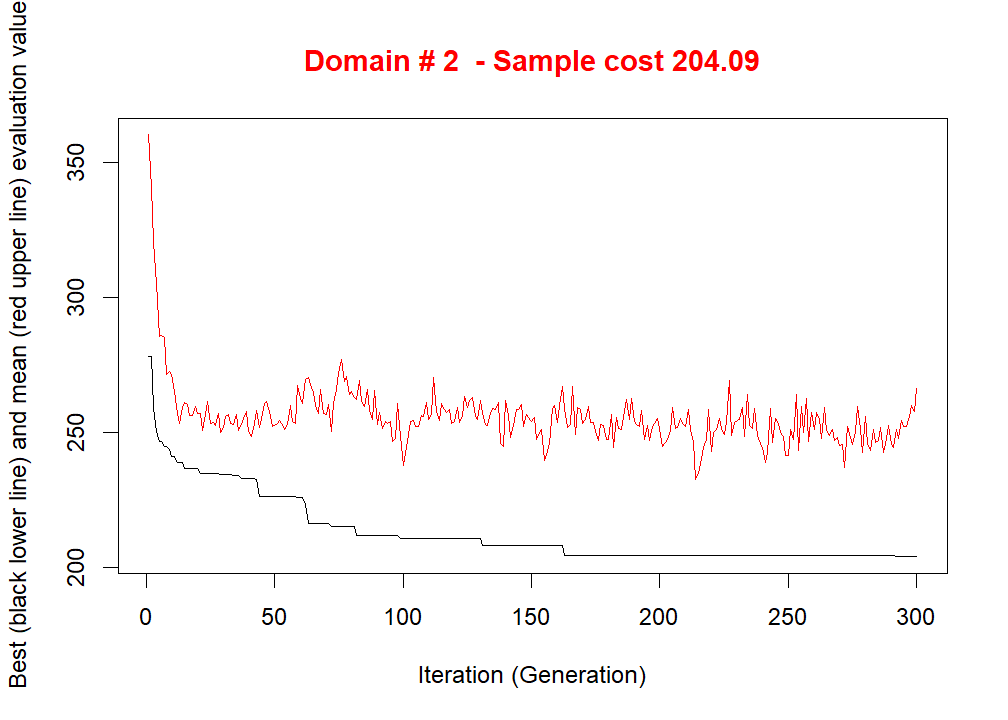 Domain # 2  - Sample cost 204.09
Best (black lower line) and mean (red upper line) evaluation value
350
300
250
200
0 50 100 150 200 250 300
Iteration (Generation)